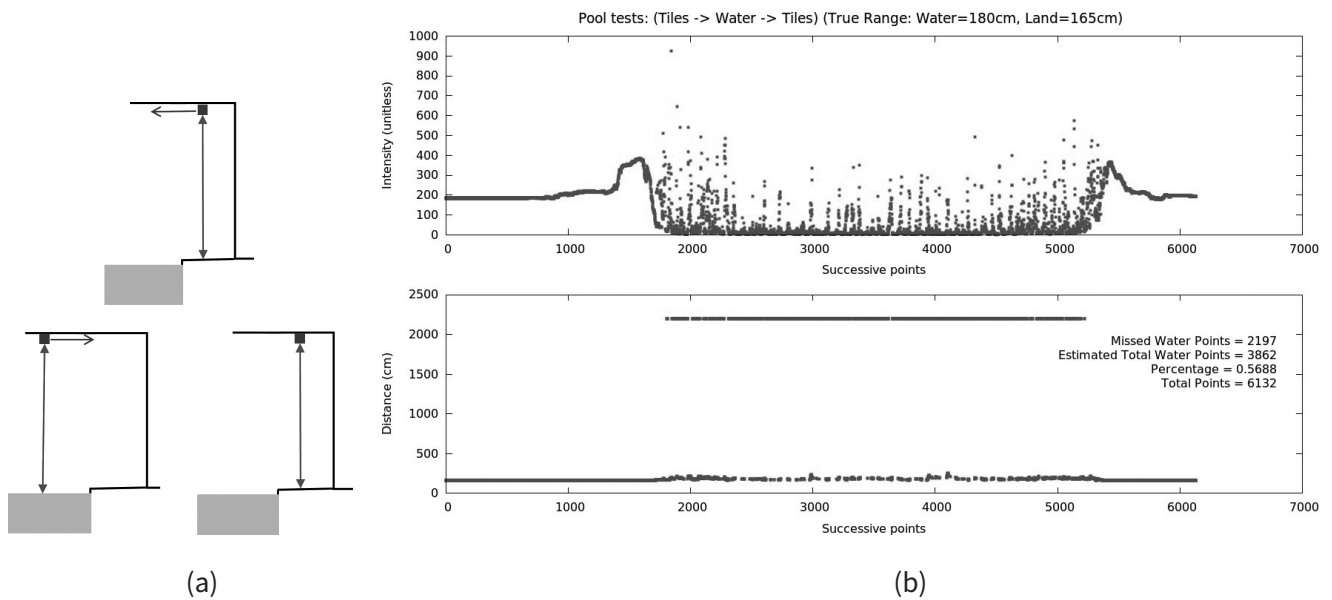 Pool tests: (Tiles -> Water -> Tiles) (True Range: Water=180cm, Land=165cm)
Intensity (unitless)
1000
900
800
700
600
500
400
300
200
100
0
0 1000 2000 3000 4000 5000 6000 7000
Successive points
Distance (cm)
2500
2000
1500
1000
500
0
Missed Water Points = 2197
Estimated Total Water Points = 3862
Percentage = 0.5688
Total Points = 6132
0 1000 2000 3000 4000 5000 6000 7000
Successive points
(a)
(b)